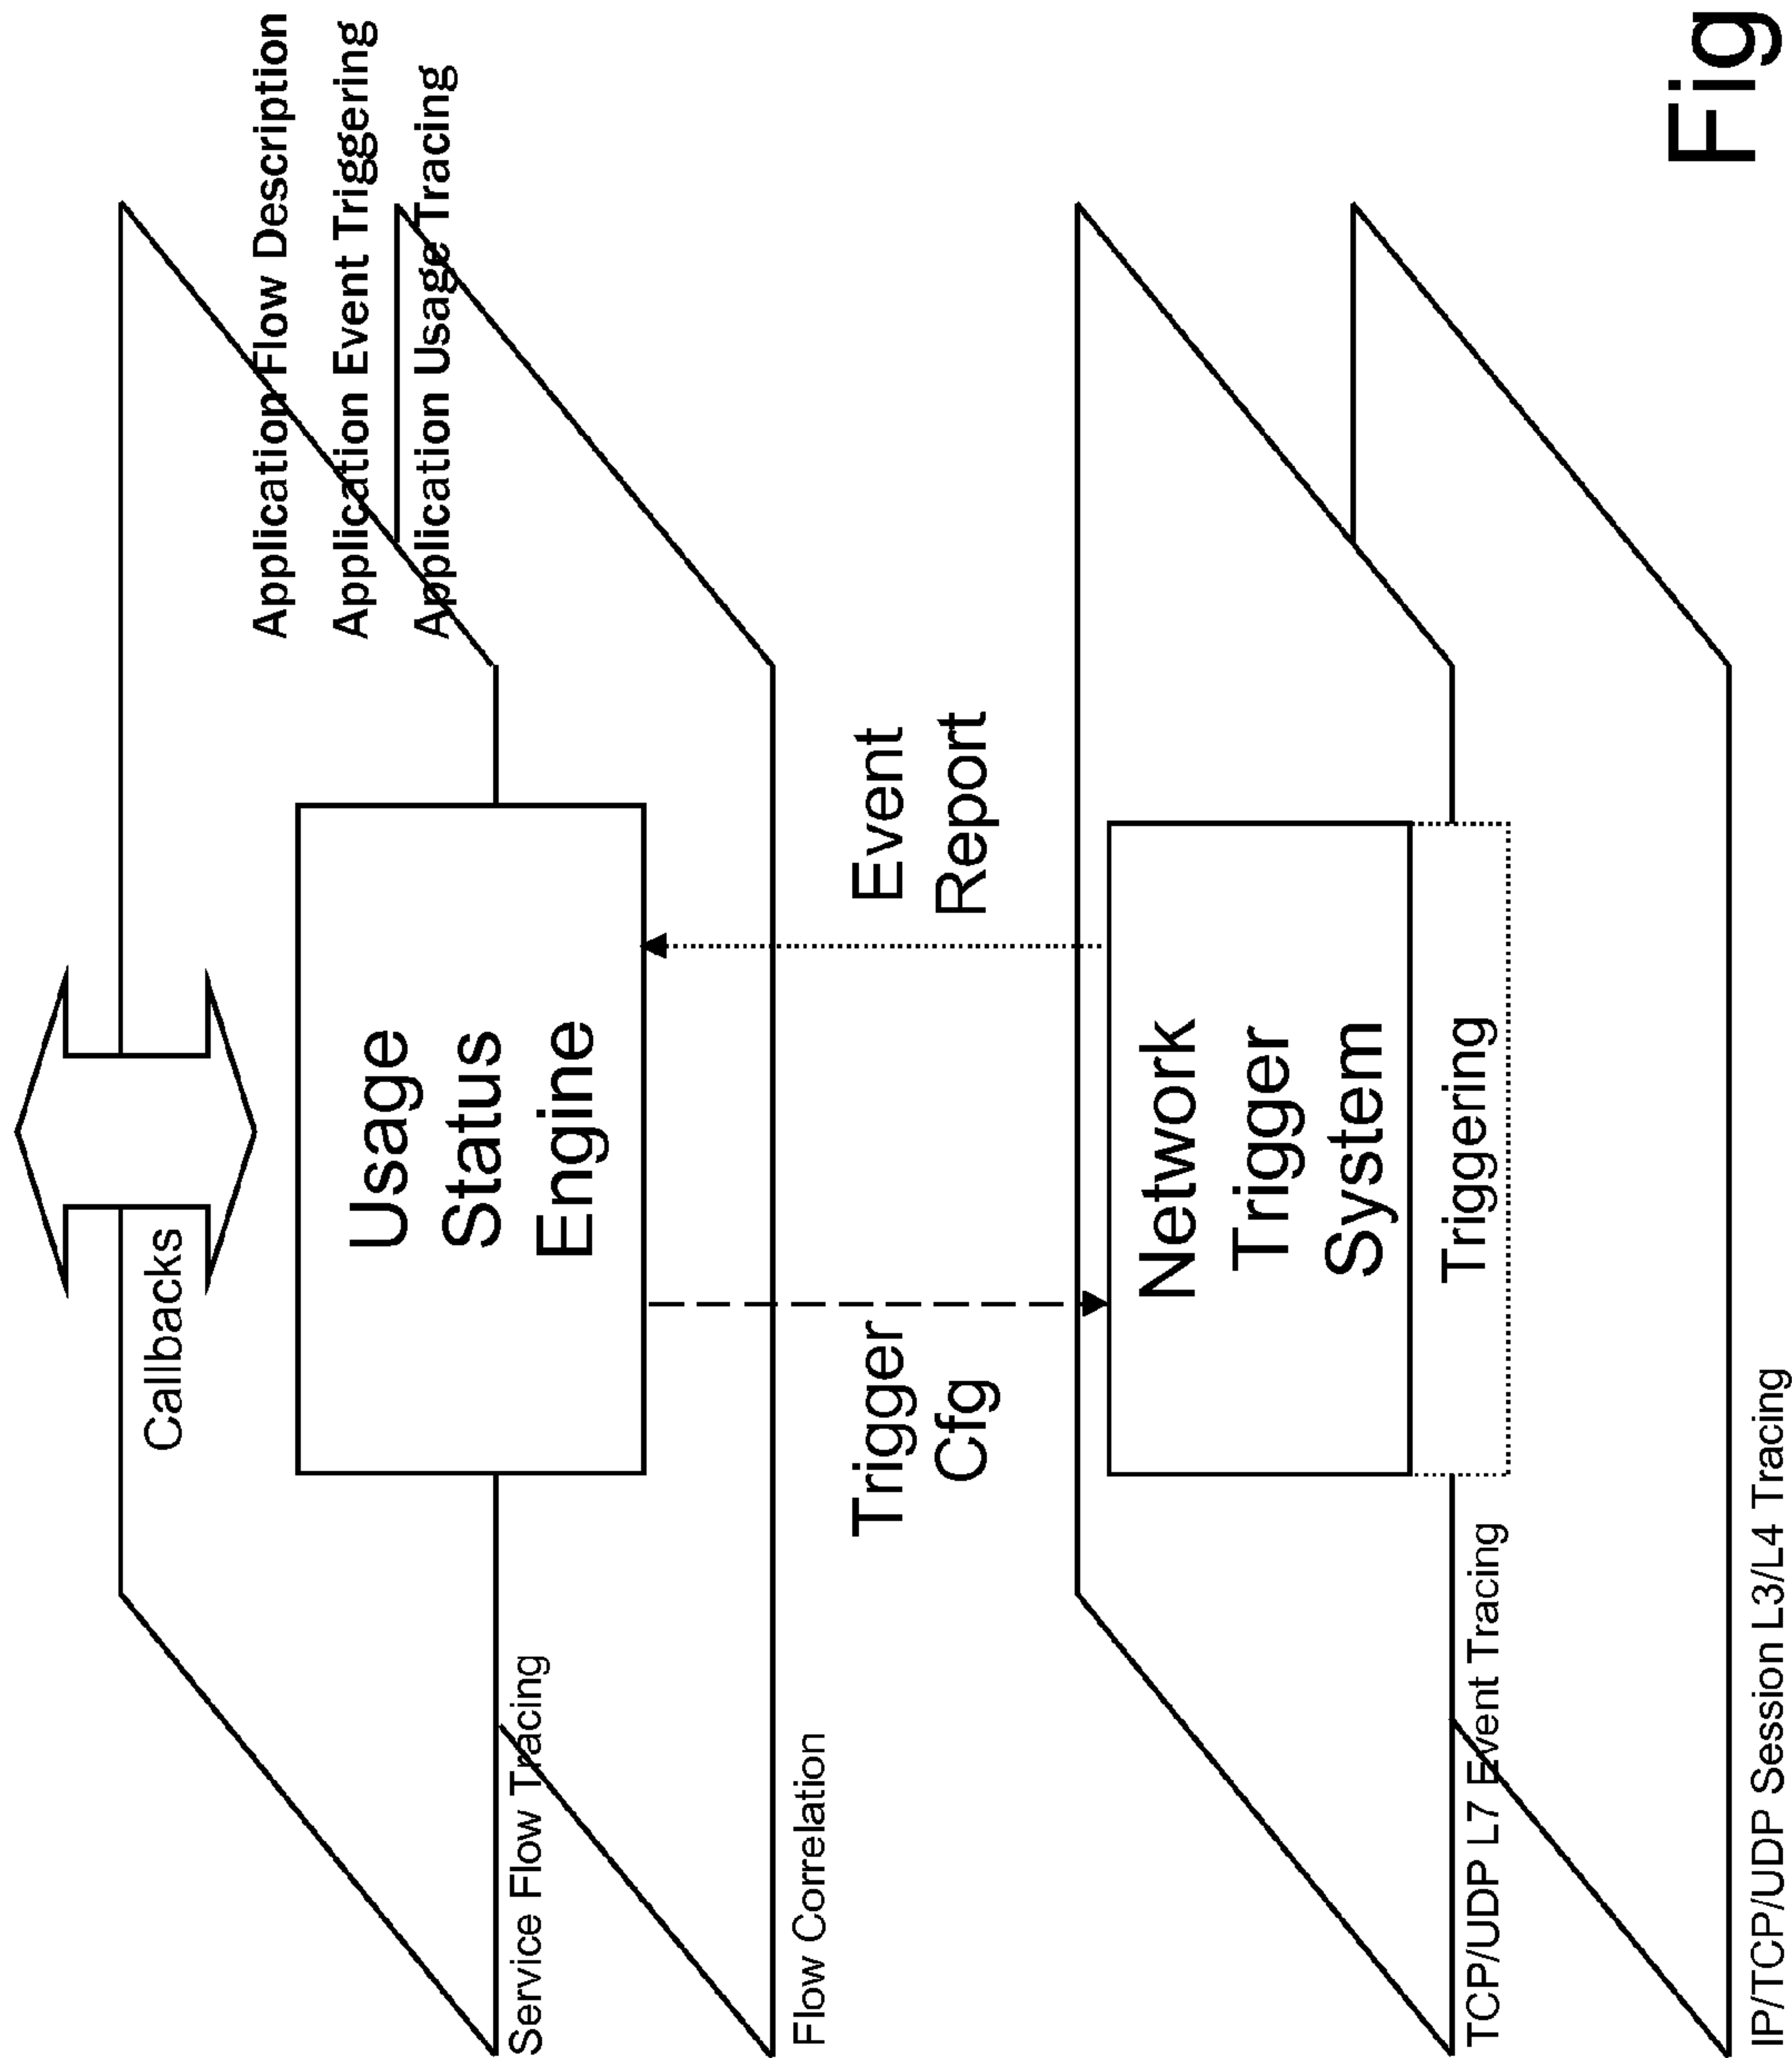 Callbacks
Application Flow Description
Application Event Triggering
Application Usage Tracing
Usage
Status
Engine
Service Flow Tracing
Flow Correlation
Trigger
Cfg
Event
Report
Network
Trigger
System
Triggering
TCP/UDP L7 Event Tracing
IP/TCP/UDP Session L3/L4 Tracing
Fig